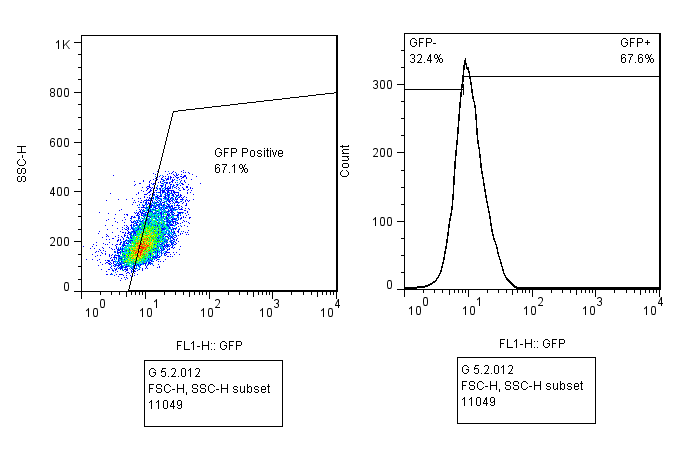 1K
800
600
400
200
0
SSC-H
GFP Positive
67.1%
10^0 10^1 10^2 10^3 10^4
FL1-H:: GFP
G 5.2.012
FSC-H, SSC-H subset
11049
GFP-
32.4%
GFP+
67.6%
300
200
100
0
Count
10^0 10^1 10^2 10^3 10^4
FL1-H:: GFP
G 5.2.012
FSC-H, SSC-H subset
11049